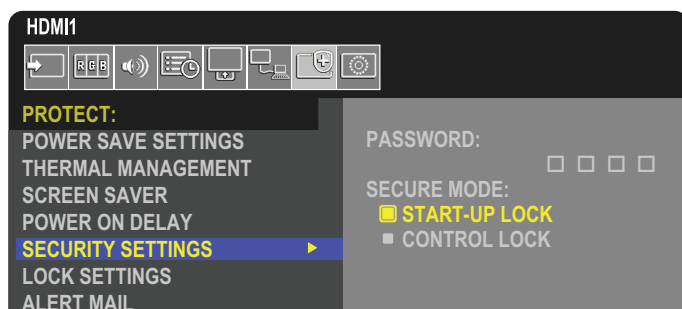 HDMI1
RGB
PROTECT:
POWER SAVE SETTINGS
THERMAL MANAGEMENT
SCREEN SAVER
POWER ON DELAY
SECURITY SETTINGS
LOCK SETTINGS
ALERT MAIL
PASSWORD:
SECURE MODE:
START-UP LOCK
CONTROL LOCK